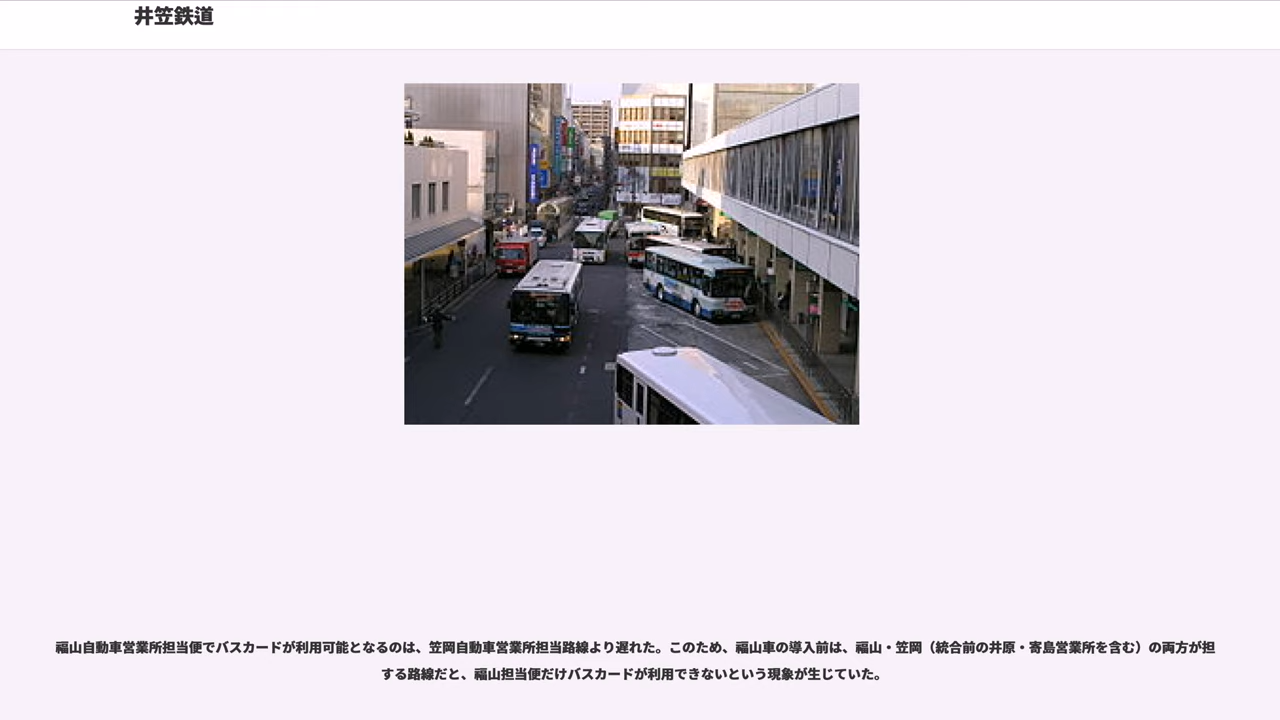 井笠鉄道
福山自動車営業所担当便でバスカードが利用可能となるのは、笠岡自動車営業所担当路線より遅れた。このため、福山車の導入前は、福山・笠岡（統合前の井原・寄島営業所を含む）の両方が担
する路線だと、福山担当便だけバスカードが利用できないという現象が生じていた。